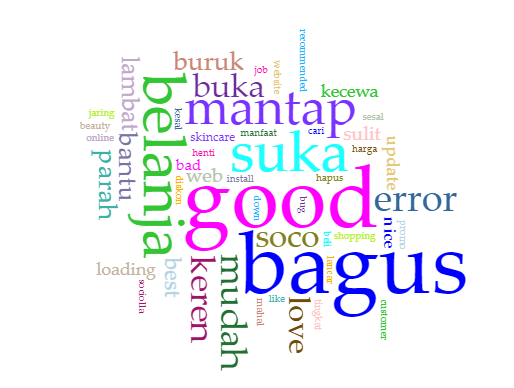 recommended
buruk
job
website
lambat
buka
kecewa
belanja
mantap
jaring
kesal
sesal
beauty
skincare
manfaat
cari
sulit
online
bantu
update
henti
suka
harga
parah
bad
web
install
hapus
diskon
good
error
down
bug
nice
promo
soco
beli
shopping
loading
best
keren
mudah
bagus
lancar
sociolla
mahal
like
love
tingkat
customer